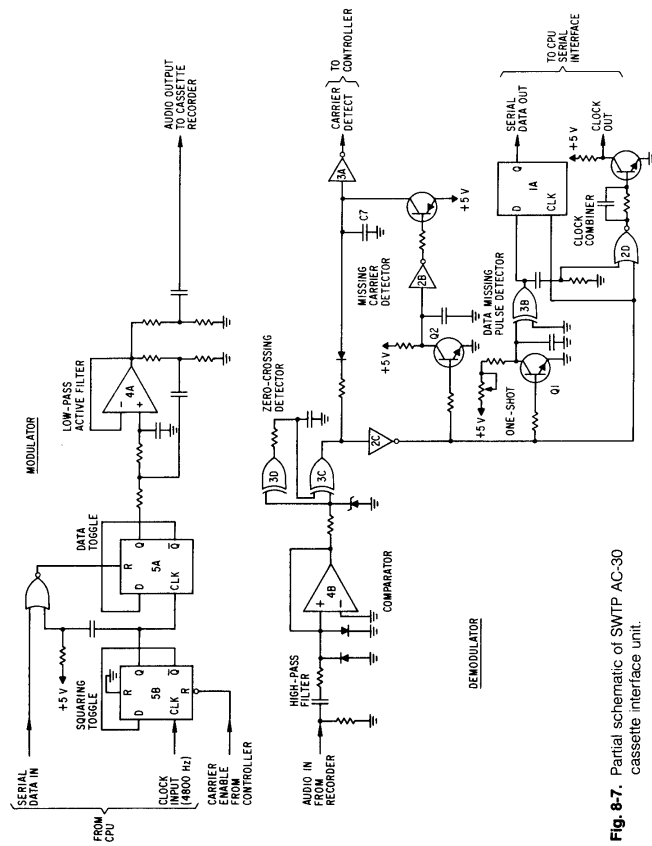 MODULATOR
SERIAL
DATA IN
FROM
CPU
CLOCK
INPUT
(4800 Hz)
CARRIER
ENABLE
FROM
CONTROLLER
+5 V
SQUARING
TOGGLE
5B
D
Q
R
CLK
Q
R
DATA
TOGGLE
5A
D
R
Q
CLK
Q
LOW-PASS
ACTIVE FILTER
4A
-
+
AUDIO OUTPUT
TO CASSETTE
RECORDER
DEMODULATOR
AUDIO IN
FROM
RECORDER
HIGH-PASS
FILTER
4B
+
-
COMPARATOR
ZERO-CROSSING
DETECTOR
3D
3C
2C
C7
3A
CARRIER
DETECT
TO
CONTROLLER
MISSING
CARRIER
DETECTOR
+5V
Q2
2B
+5V
+5 V
ONE-SHOT
Q1
DATA MISSING
PULSE DETECTOR
3B
D
Q
1A
CLK
SERIAL
DATA OUT
TO CPU
SERIAL
INTERFACE
+5 V
CLOCK
OUT
CLOCK
COMBINER
2D
Fig. 8-7. Partial schematic of SWTP AC-30
cassette interface unit.